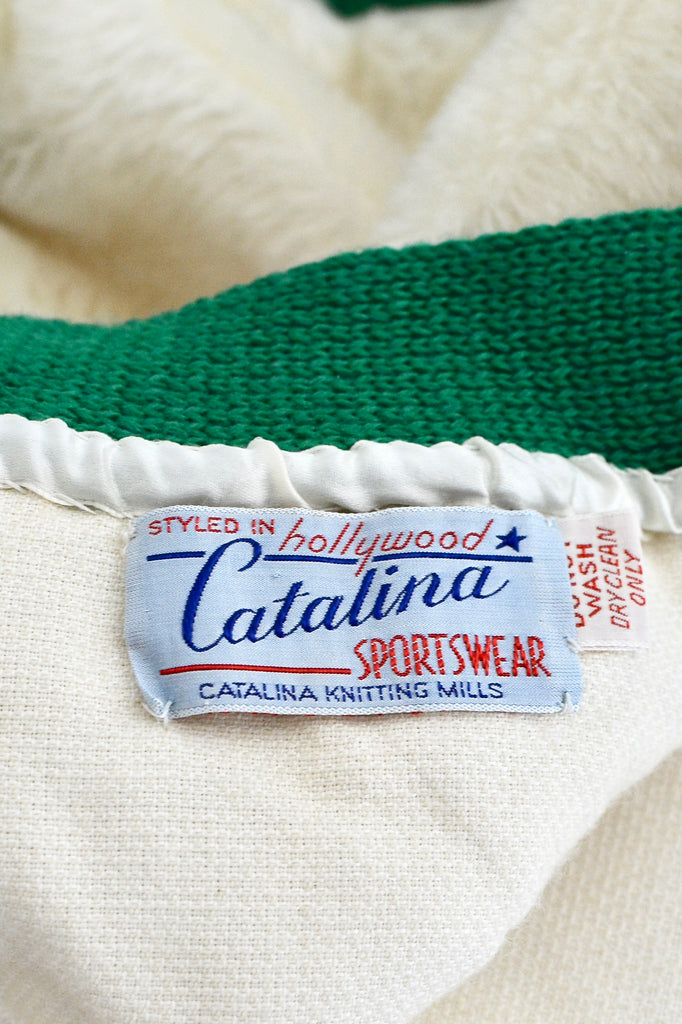 STYLED IN hollywood
Catalina
SPORTSWEAR
CATALINA KNITTING MILLS
WASH
DRYCLEAN
ONLY